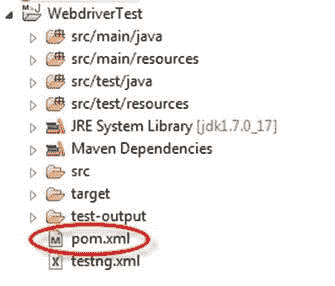 WebdriverTest
src/main/java
src/main/resources
src/test/java
src/test/resources
JRE System Library [jdk1.7.0_17]
Maven Dependencies
src
target
test-output
pom.xml
testng.xml